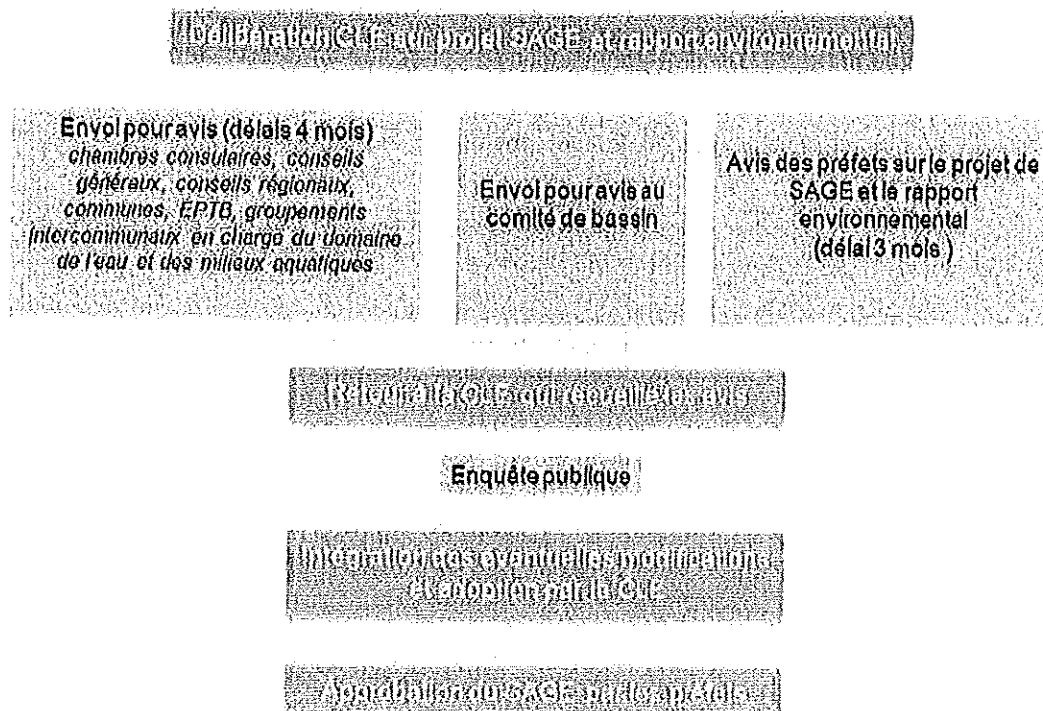 Délibération CLE sur projet SAGE et rapport environnemental
Envoi pour avis (délais 4 mois)
chambres consulaires, conseils
généraux, conseils régionaux,
communes, EPTB, groupements
intercommunaux en charge du domaine
de l'eau et des milieux aquatiques
Envoi pour avis au
comité de bassin
Avis des préfets sur le projet de
SAGE et le rapport
environnemental
(délai 3 mois )
Retour à la CLE qui recueille les avis
Enquête publique
Intégration des éventuelles modifications
et adoption par la CLE
Approbation du SAGE par les préfets